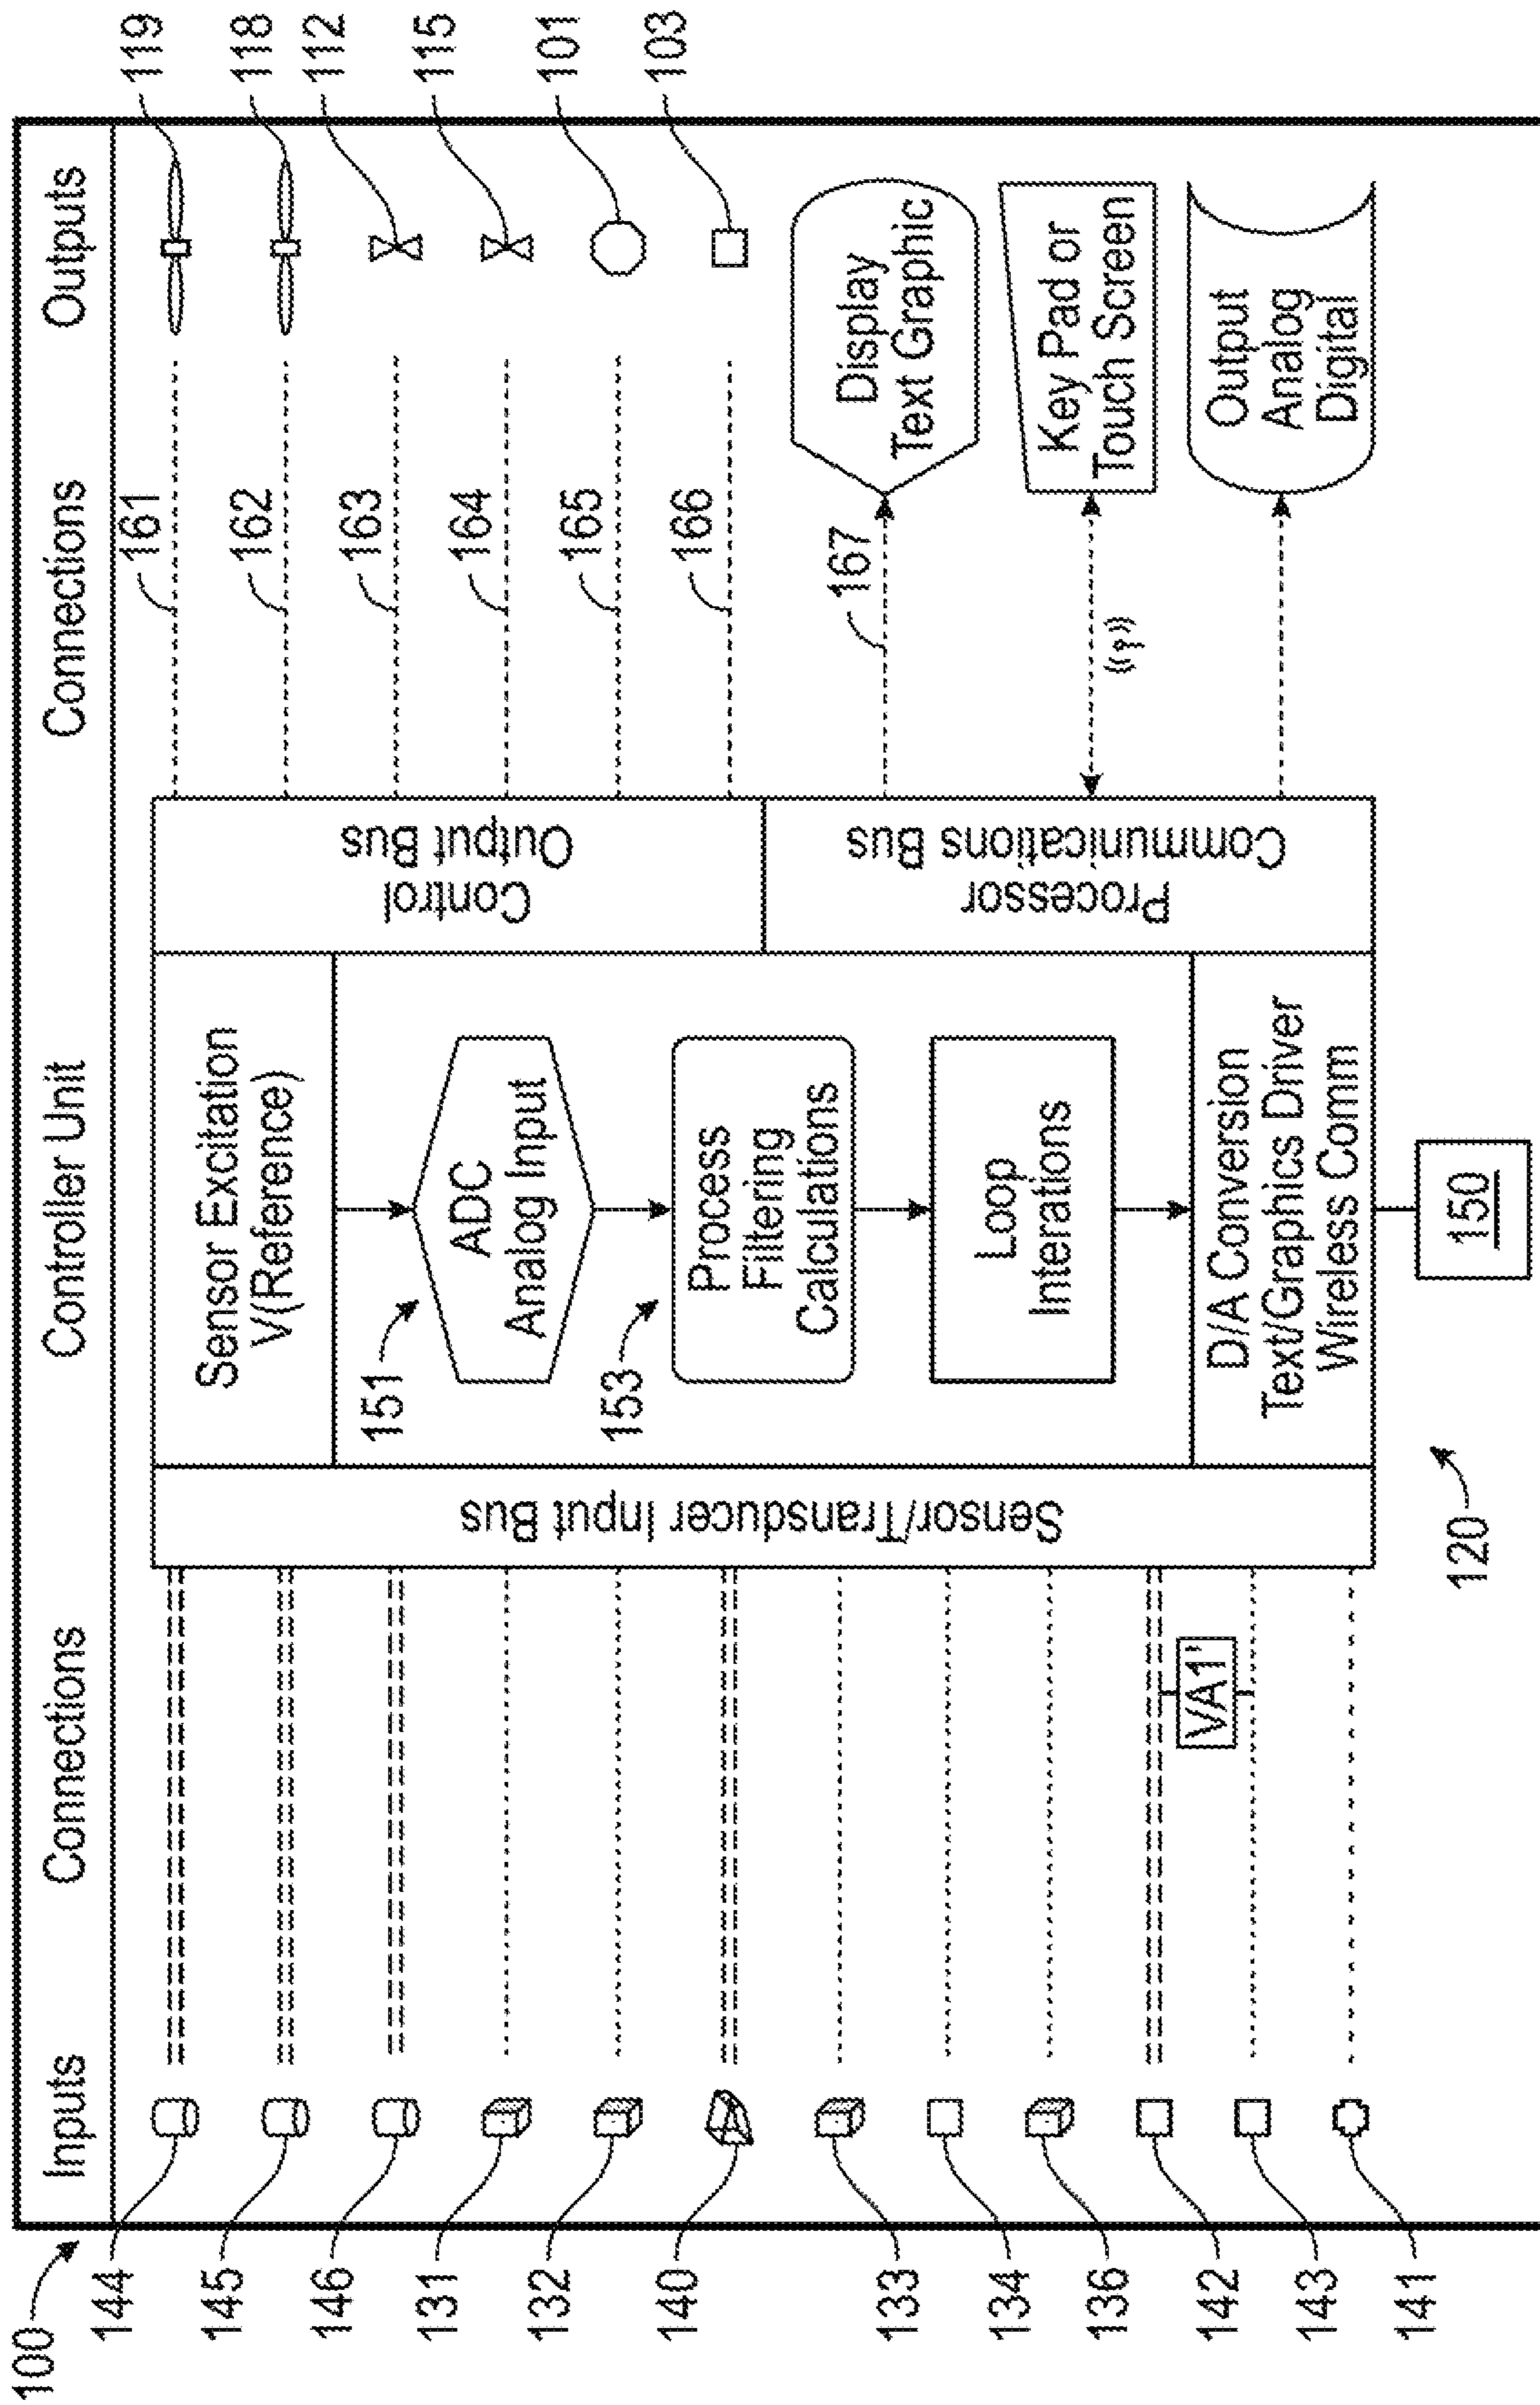 100
Inputs
Connections
Controller Unit
Connections
Outputs
144
145
146
131
132
140
133
134
136
142
143
141
VA1'
Sensor/Transducer Input Bus
120
Sensor Excitation
V(Reference)
151
ADC
Analog Input
153
Process
Filtering
Calculations
Loop
Interations
D/A Conversion
Text/Graphics Driver
Wireless Comm
150
Control
Output Bus
Processor
Communications Bus
161
162
163
164
165
166
167
119
118
112
115
101
103
Display
Text Graphic
Key Pad or
Touch Screen
Output
Analog
Digital